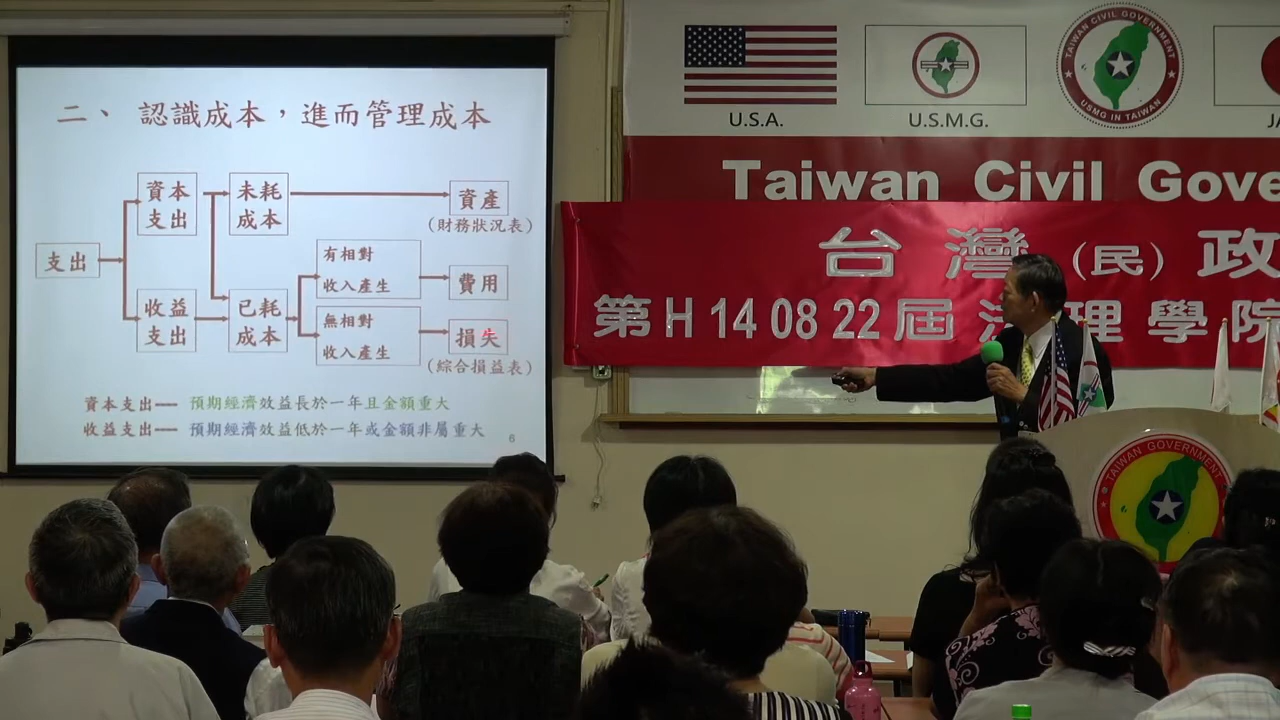 二、 認識成本，進而管理成本
支出
資本
支出
收益
支出
未耗
成本
已耗
成本
有相對
收入產生
無相對
收入產生
資產
(財務狀況表)
費用
損失
(綜合損益表)
資本支出── 預期經濟效益長於一年且金額重大
收益支出── 預期經濟效益低於一年或金額非屬重大
6
U.S.A.
U.S.M.G.
TAIWAN CIVIL GOVERNMENT
USMG IN TAIWAN
JA
Taiwan Civil Gove
台灣(民)政
第H 14 08 22屆法理學院
TAIWAN GOVERNMENT